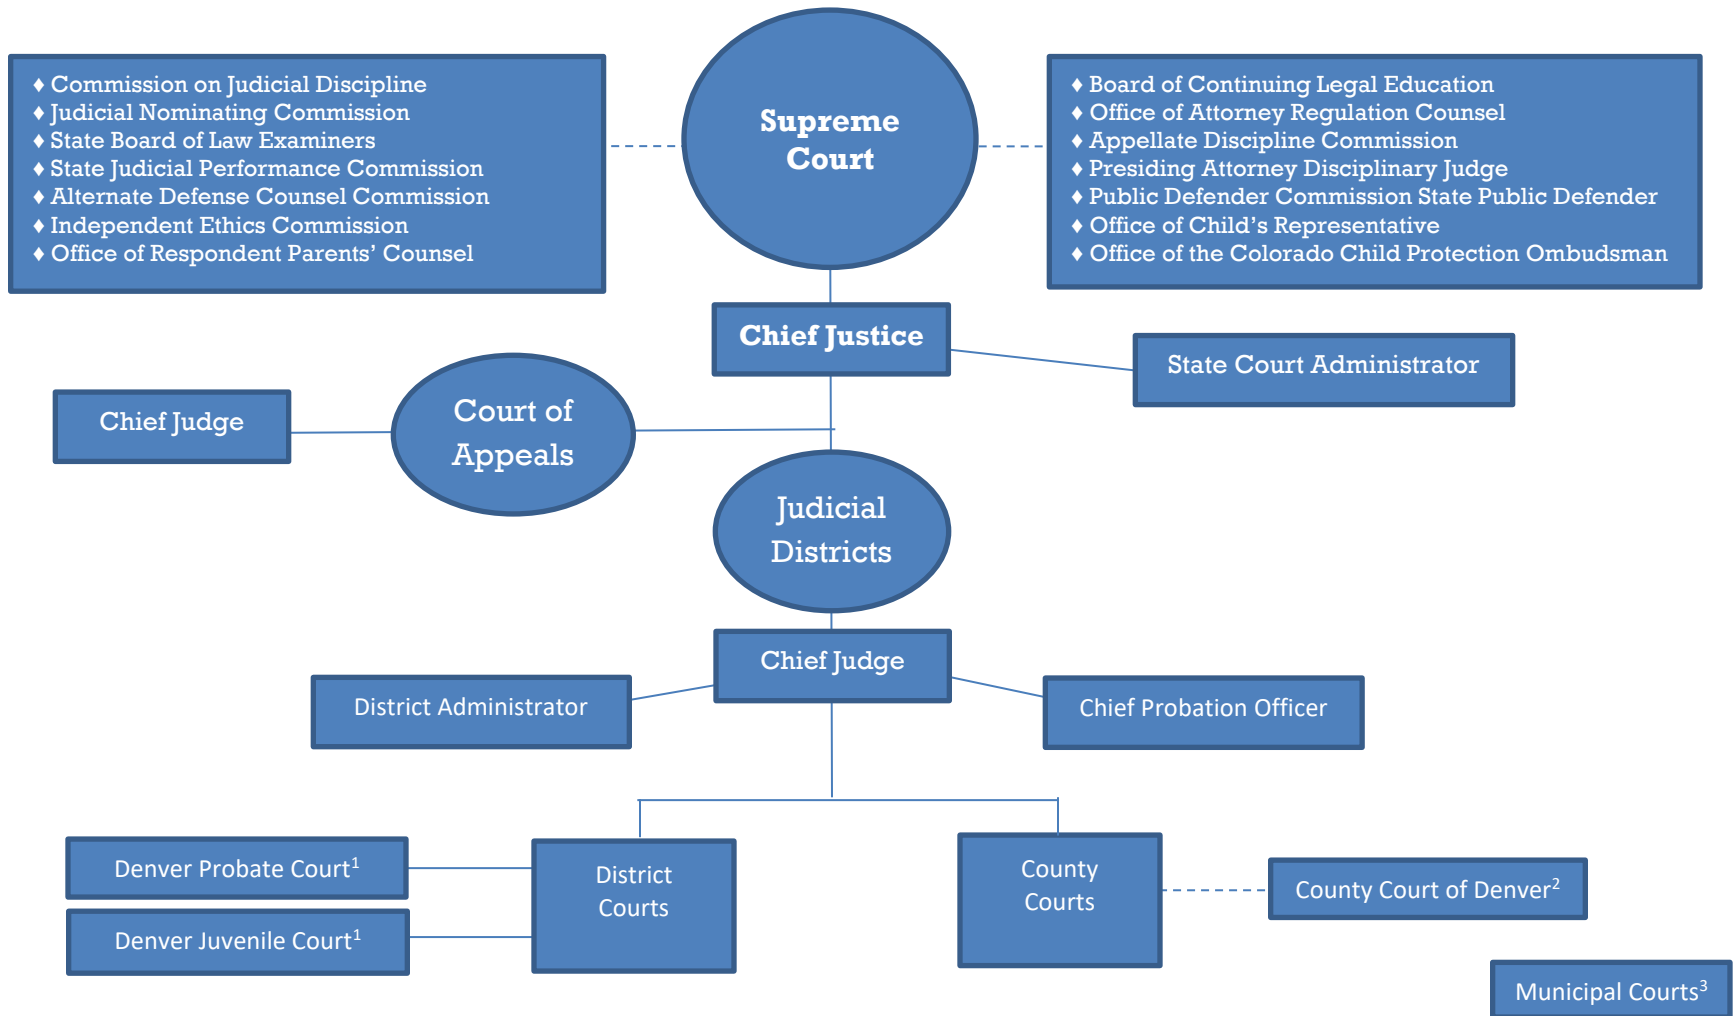 ♦ Commission on Judicial Discipline
♦ Judicial Nominating Commission
♦ State Board of Law Examiners
♦ State Judicial Performance Commission
♦ Alternate Defense Counsel Commission
♦ Independent Ethics Commission
♦ Office of Respondent Parents’ Counsel
Supreme
Court
♦ Board of Continuing Legal Education
♦ Office of Attorney Regulation Counsel
♦ Appellate Discipline Commission
♦ Presiding Attorney Disciplinary Judge
♦ Public Defender Commission State Public Defender
♦ Office of Child’s Representative
♦ Office of the Colorado Child Protection Ombudsman
Chief Justice
State Court Administrator
Chief Judge
Court of
Appeals
Judicial
Districts
Chief Judge
District Administrator
Chief Probation Officer
Denver Probate Court¹
Denver Juvenile Court¹
District
Courts
County
Courts
County Court of Denver²
Municipal Courts³